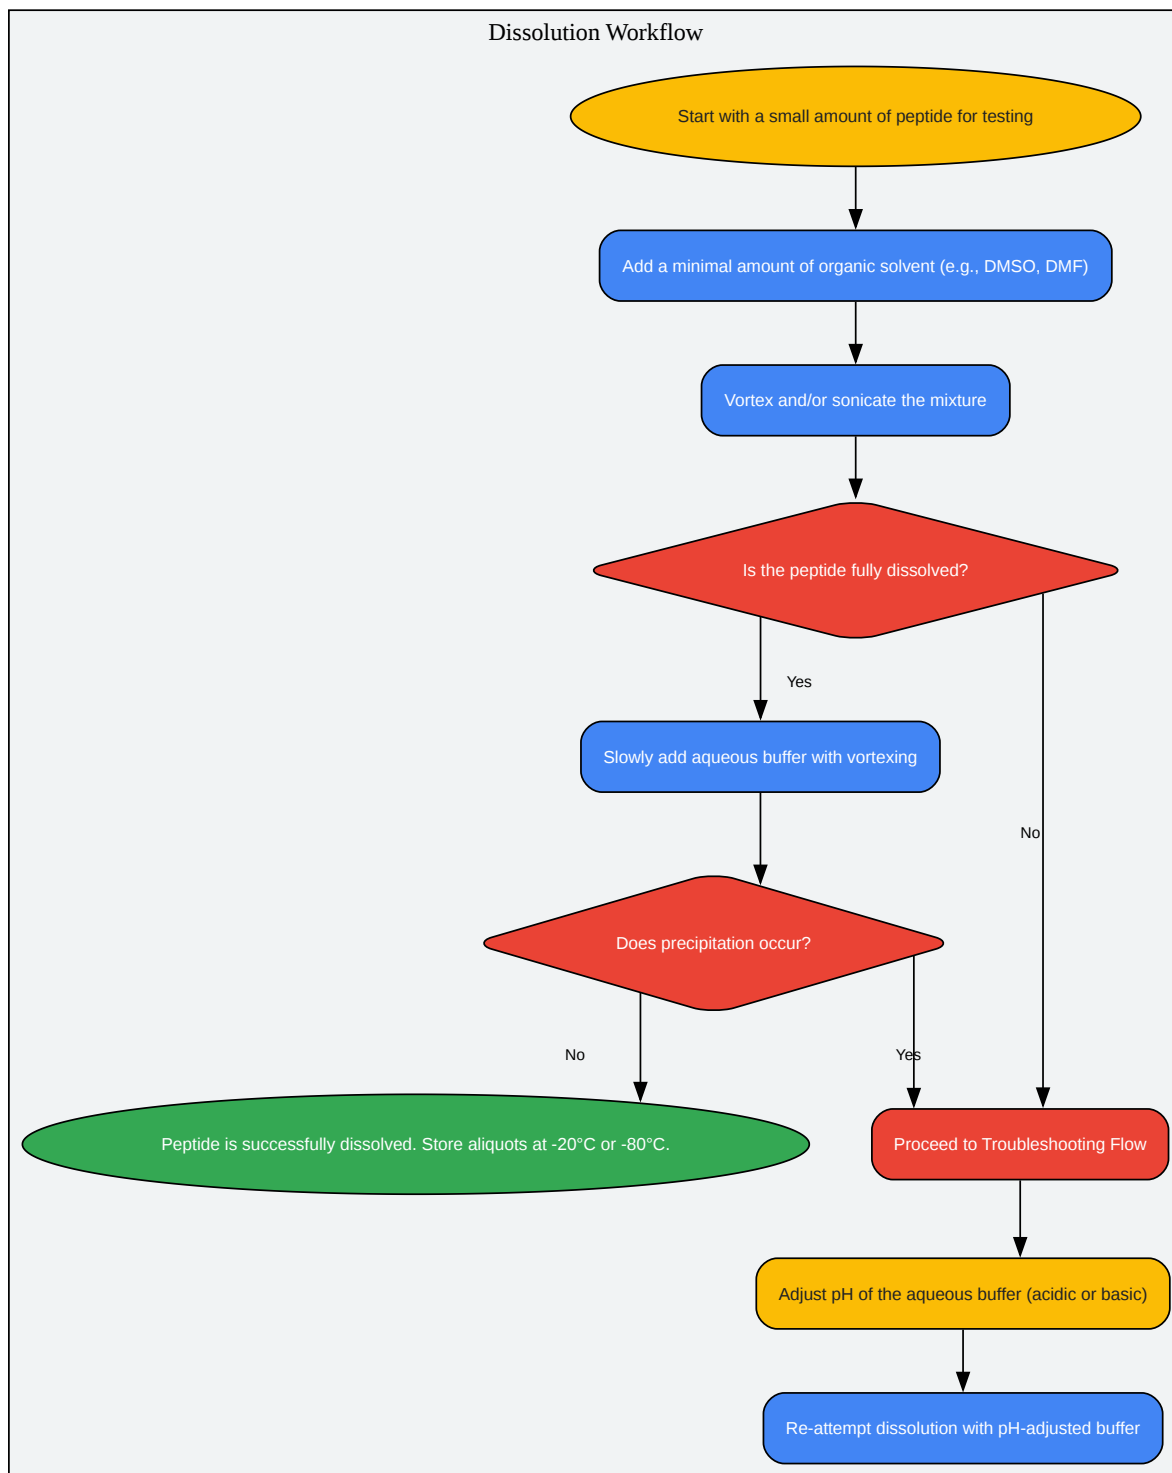 Dissolution Workflow
Start with a small amount of peptide for testing
Add a minimal amount of organic solvent (e.g., DMSO, DMF)
Vortex and/or sonicate the mixture
Is the peptide fully dissolved?
Yes
Slowly add aqueous buffer with vortexing
No
Does precipitation occur?
No
Yes
Peptide is successfully dissolved. Store aliquots at -20°C or -80°C.
Proceed to Troubleshooting Flow
Adjust pH of the aqueous buffer (acidic or basic)
Re-attempt dissolution with pH-adjusted buffer